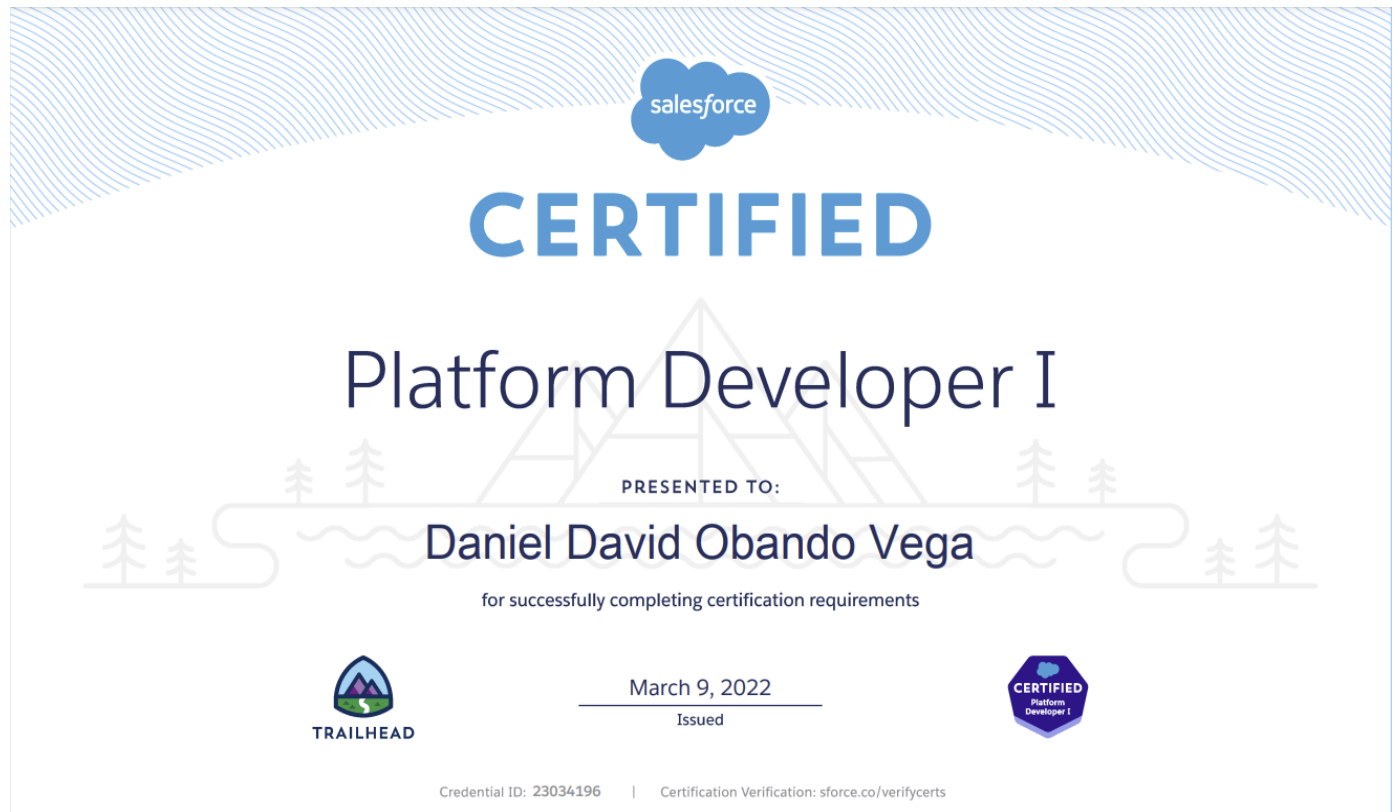 salesforce
CERTIFIED
Platform Developer I
PRESENTED TO:
Daniel David Obando Vega
for successfully completing certification requirements
TRAILHEAD
March 9, 2022
Issued
CERTIFIED
Platform
Developer I
Credential ID: 23034196 | Certification Verification: sforce.co/verifycerts